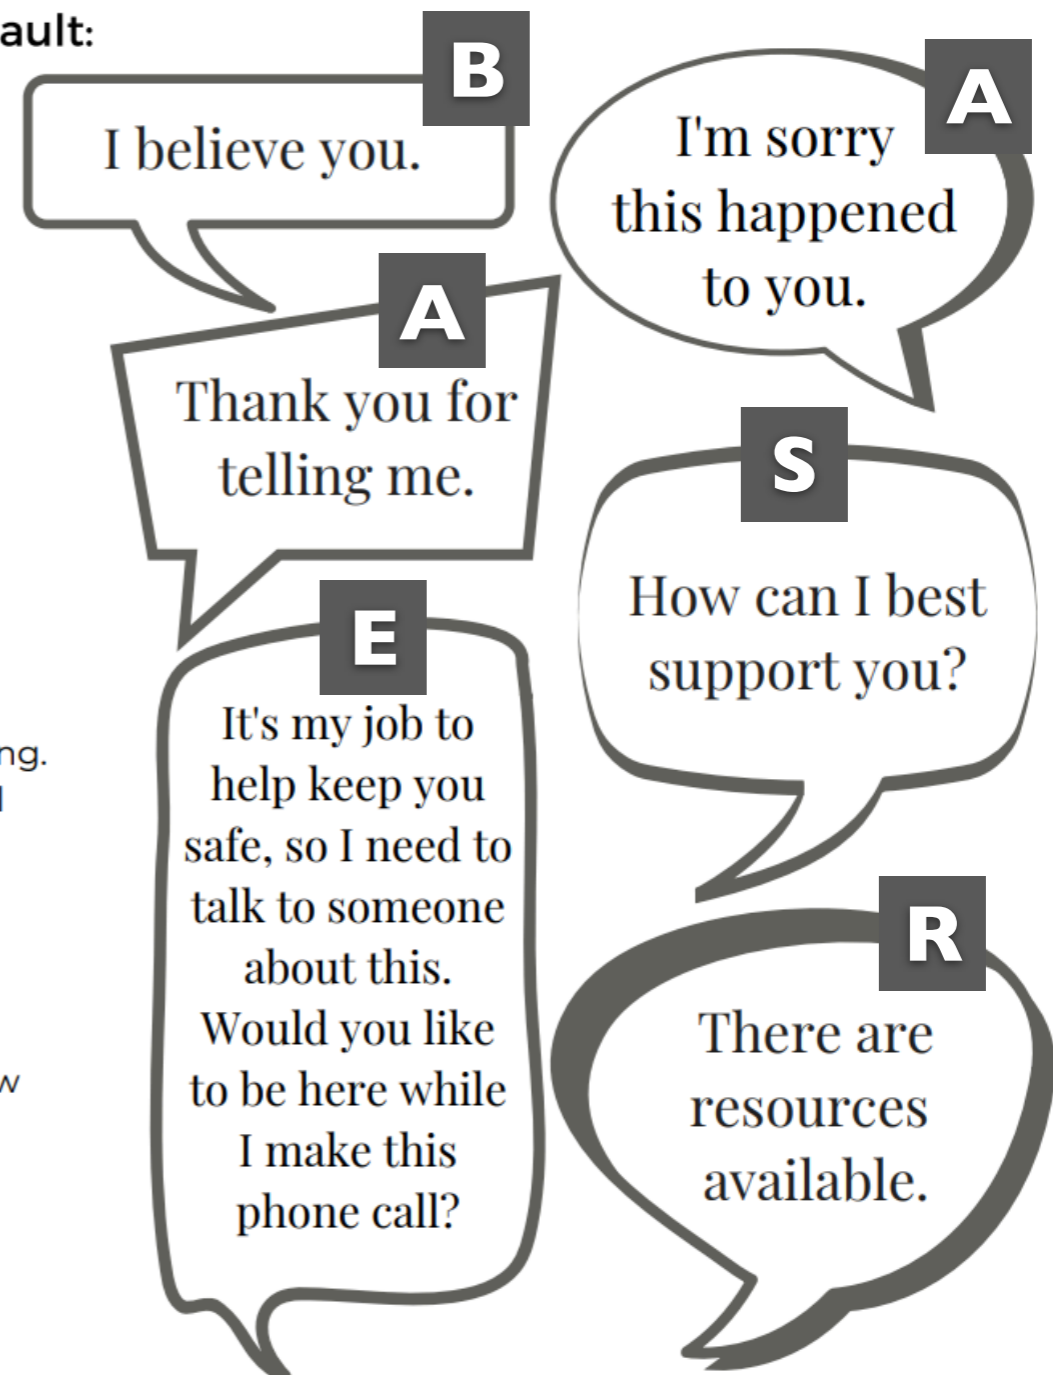 ault:
B
I believe you.
A
I'm sorry
this happened
to you.
A
Thank you for
telling me.
S
How can I best
support you?
E
It's my job to
help keep you
safe, so I need to
talk to someone
about this.
Would you like
to be here while
I make this
phone call?
R
There are
resources
available.
ng.
w